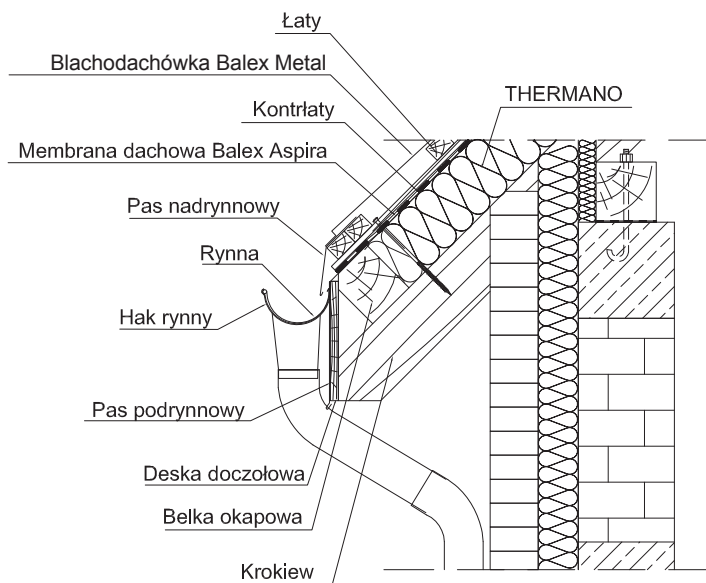 Łaty
Blachodachówka Balex Metal
Kontrłaty
THERMANO
Membrana dachowa Balex Aspira
Pas nadrynnowy
Rynna
Hak rynny
Pas podrynnowy
Deska doczołowa
Belka okapowa
Krokiew